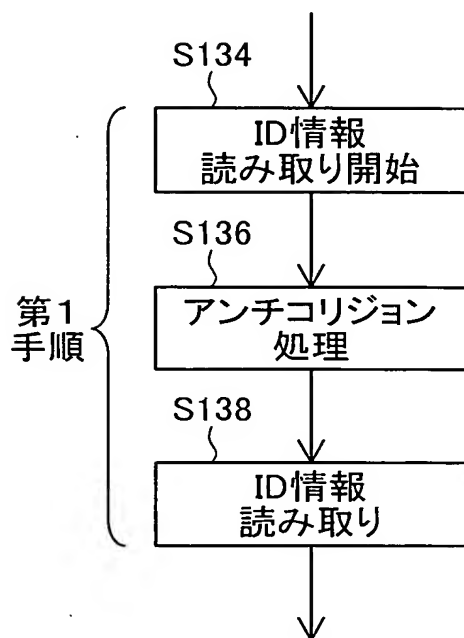 S134
ID情報
読み取り開始
S136
アンチコリジョン
処理
第1
手順
S138
ID情報
読み取り